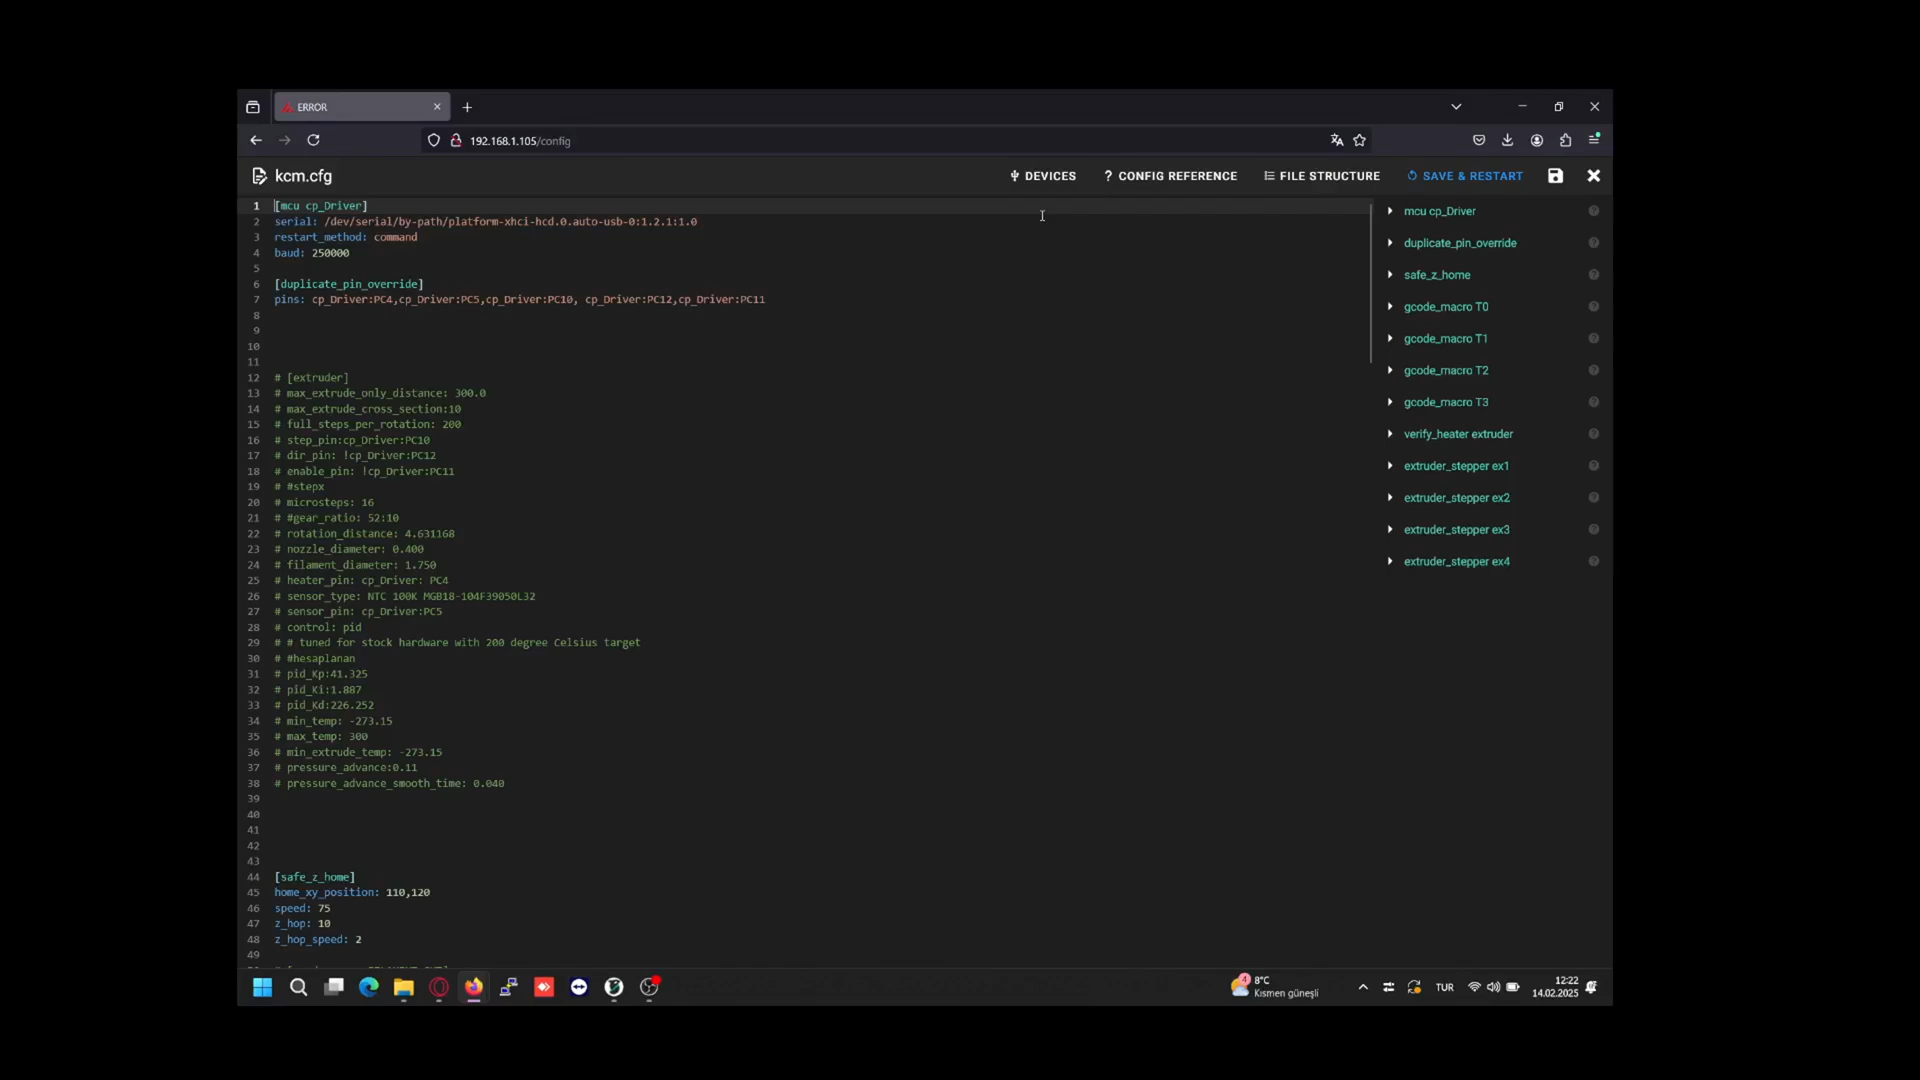 ERROR
192.168.1.105/config
kcm.cfg
DEVICES
? CONFIG REFERENCE
FILE STRUCTURE
SAVE & RESTART
1 [mcu cp_Driver]
2 serial: /dev/serial/by-path/platform-xhci-hcd.0.auto-usb-0:1.2.1:1.0
3 restart_method: command
4 baud: 250000
5
6 [duplicate_pin_override]
7 pins: cp_Driver:PC4,cp_Driver:PC5,cp_Driver:PC10, cp_Driver:PC12,cp_Driver:PC11
8
9
10
11
12 # [extruder]
13 # max_extrude_only_distance: 300.0
14 # max_extrude_cross_section:10
15 # full_steps_per_rotation: 200
16 # step_pin:cp_Driver:PC10
17 # dir_pin: !cp_Driver:PC12
18 # enable_pin: !cp_Driver:PC11
19 # #stepx
20 # microsteps: 16
21 # #gear_ratio: 52:10
22 # rotation_distance: 4.631168
23 # nozzle_diameter: 0.400
24 # filament_diameter: 1.750
25 # heater_pin: cp_Driver: PC4
26 # sensor_type: NTC 100K MGB18-104F39050L32
27 # sensor_pin: cp_Driver:PC5
28 # control: pid
29 # # tuned for stock hardware with 200 degree Celsius target
30 # #hesaplanan
31 # pid_Kp:41.325
32 # pid_Ki:1.887
33 # pid_Kd:226.252
34 # min_temp: -273.15
35 # max_temp: 300
36 # min_extrude_temp: -273.15
37 # pressure_advance:0.11
38 # pressure_advance_smooth_time: 0.040
39
40
41
42
43
44 [safe_z_home]
45 home_xy_position: 110,120
46 speed: 75
47 z_hop: 10
48 z_hop_speed: 2
49
mcu cp_Driver
duplicate_pin_override
safe_z_home
gcode_macro T0
gcode_macro T1
gcode_macro T2
gcode_macro T3
verify_heater extruder
extruder_stepper ex1
extruder_stepper ex2
extruder_stepper ex3
extruder_stepper ex4
8°C
Kısmen güneşli
TUR
12:22
14.02.2025